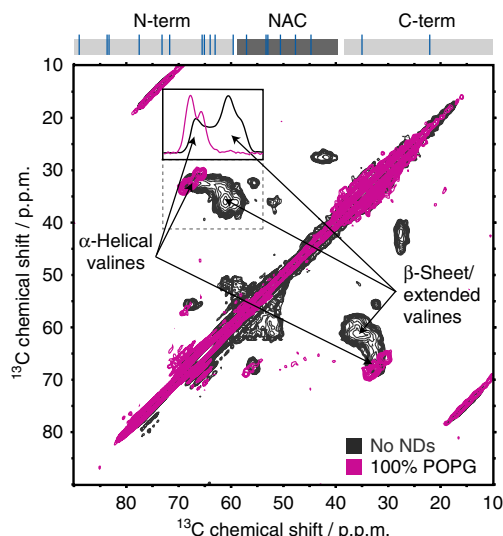 N-term NAC C-term
10
20
30
40
50
60
70
80
¹³C chemical shift / p.p.m.
α-Helical
valines
β-Sheet/
extended
valines
No NDs
100% POPG
80 70 60 50 40 30 20 10
¹³C chemical shift / p.p.m.